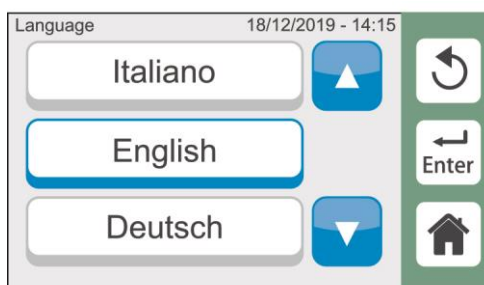 Language 18/12/2019 - 14:15
Italiano
English
Enter
Deutsch